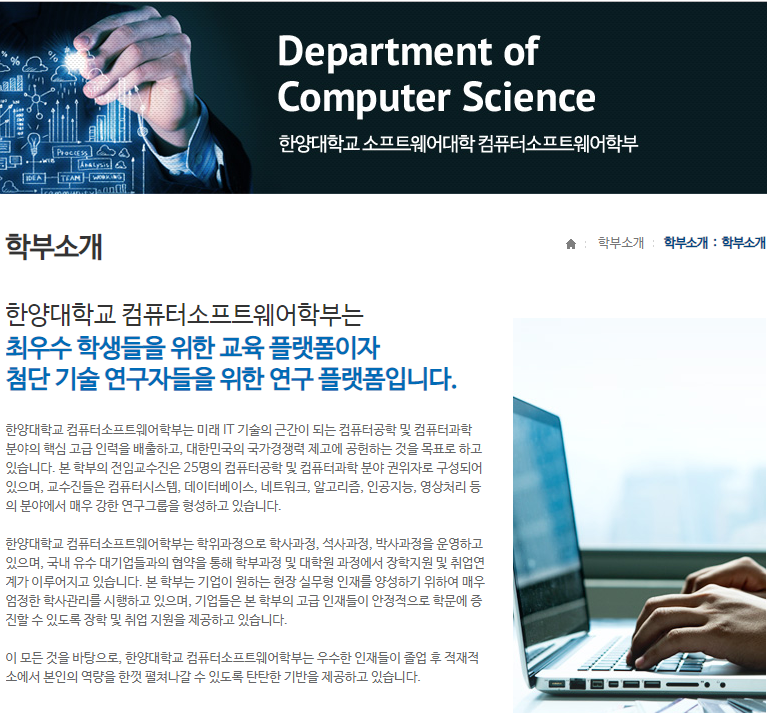 Department of
Computer Science
한양대학교 소프트웨어대학 컴퓨터소프트웨어학부
Process
Analysis
IDEA
TEAM
WORKING
학부소개
학부소개 : 학부소개 : 학부소개
한양대학교 컴퓨터소프트웨어학부는
최우수 학생들을 위한 교육 플랫폼이자
첨단 기술 연구자들을 위한 연구 플랫폼입니다.
한양대학교 컴퓨터소프트웨어학부는 미래 IT 기술의 근간이 되는 컴퓨터공학 및 컴퓨터과학
분야의 핵심 고급 인력을 배출하고, 대한민국의 국가경쟁력 제고에 공헌하는 것을 목표로 하고
있습니다. 본 학부의 전임교수진은 25명의 컴퓨터공학 및 컴퓨터과학 분야 권위자로 구성되어
있으며, 교수진들은 컴퓨터시스템, 데이터베이스, 네트워크, 알고리즘, 인공지능, 영상처리 등
의 분야에서 매우 강한 연구그룹을 형성하고 있습니다.
한양대학교 컴퓨터소프트웨어학부는 학위과정으로 학사과정, 석사과정, 박사과정을 운영하고
있으며, 국내 유수 대기업들과의 협약을 통해 학부과정 및 대학원 과정에서 장학지원 및 취업연
계가 이루어지고 있습니다. 본 학부는 기업이 원하는 현장 실무형 인재를 양성하기 위하여 매우
엄정한 학사관리를 시행하고 있으며, 기업들은 본 학부의 고급 인재들이 안정적으로 학문에 증
진할 수 있도록 장학 및 취업 지원을 제공하고 있습니다.
이 모든 것을 바탕으로, 한양대학교 컴퓨터소프트웨어학부는 우수한 인재들이 졸업 후 적재적
소에서 본인의 역량을 한껏 펼쳐나갈 수 있도록 탄탄한 기반을 제공하고 있습니다.